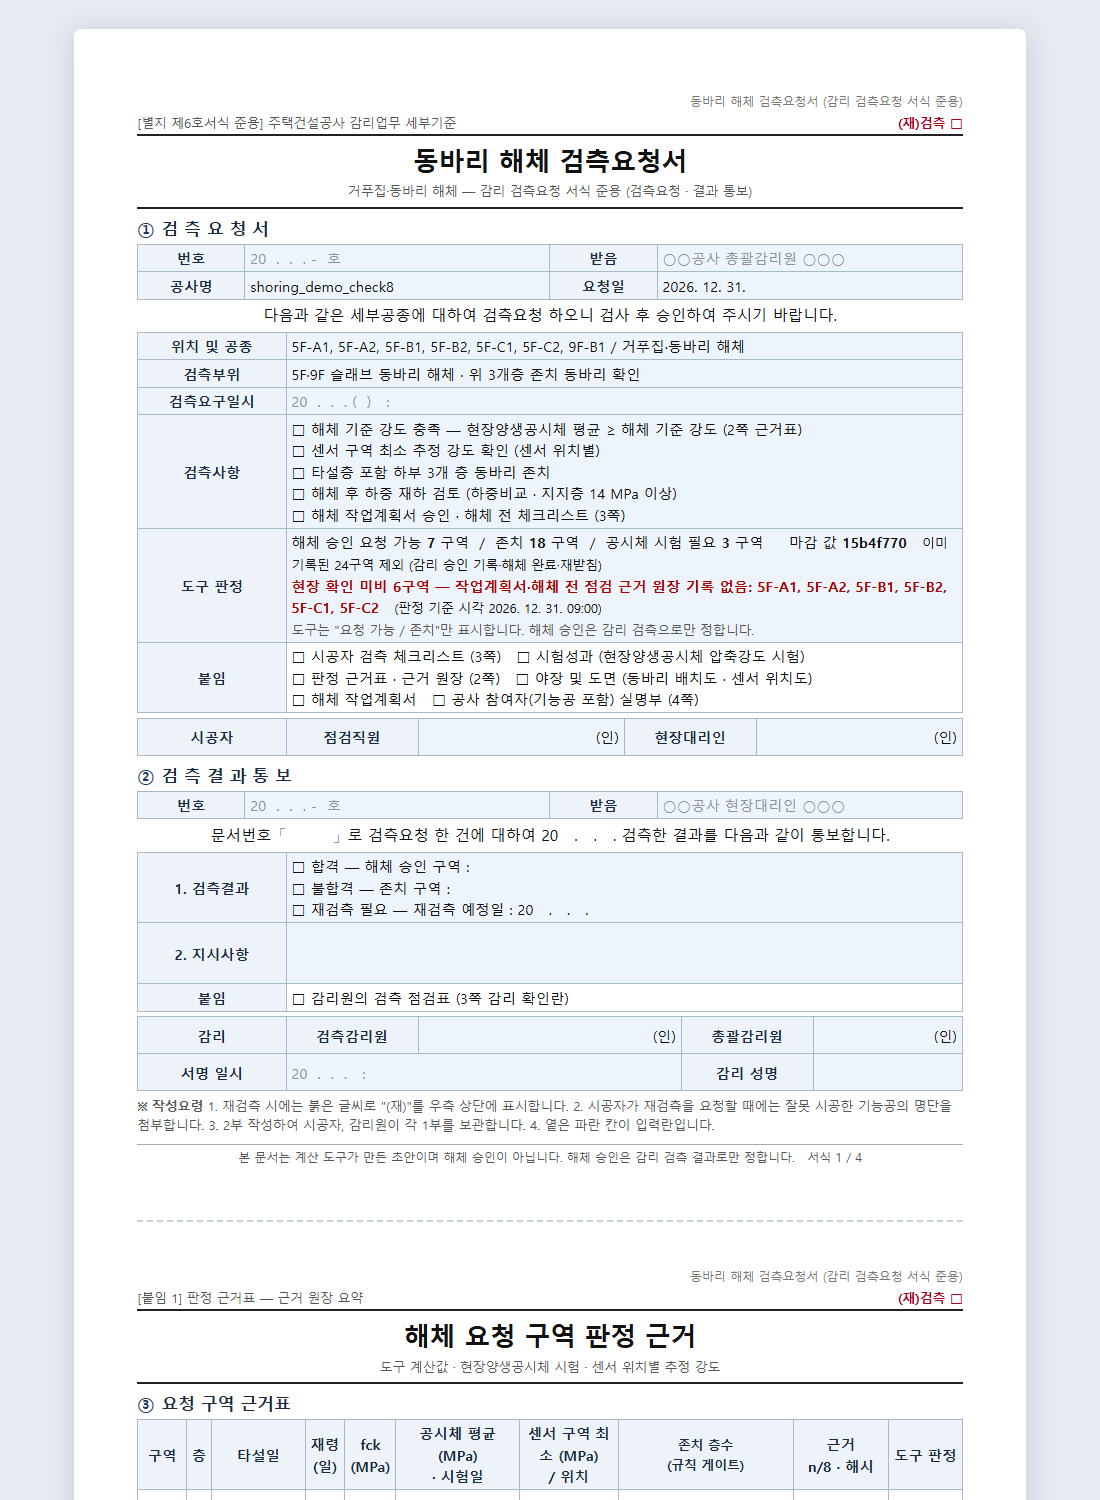 동바리 해체 검측요청서 (감리 검측요청 서식 준용)
[별지 제6호서식 준용] 주택건설공사 감리업무 세부기준
(재)검측 □
동바리 해체 검측요청서
거푸집·동바리 해체 — 감리 검측요청 서식 준용 (검측요청 · 결과 통보)
① 검 측 요 청 서
번호 20 . . . - 호 받음 ○○공사 총괄감리원 ○○○
공사명 shoring_demo_check8 요청일 2026. 12. 31.
다음과 같은 세부공종에 대하여 검측요청 하오니 검사 후 승인하여 주시기 바랍니다.
위치 및 공종 5F-A1, 5F-A2, 5F-B1, 5F-B2, 5F-C1, 5F-C2, 9F-B1 / 거푸집·동바리 해체
검측부위 5F·9F 슬래브 동바리 해체 · 위 3개층 존치 동바리 확인
검측요구일시 20 . . . ( ) :
검측사항
□ 해체 기준 강도 충족 — 현장양생공시체 평균 ≥ 해체 기준 강도 (2쪽 근거표)
□ 센서 구역 최소 추정 강도 확인 (센서 위치별)
□ 타설층 포함 하부 3개 층 동바리 존치
□ 해체 후 하중 재하 검토 (하중비교 · 지지층 14 MPa 이상)
□ 해체 작업계획서 승인 · 해체 전 체크리스트 (3쪽)
도구 판정
해체 승인 요청 가능 7 구역 / 존치 18 구역 / 공시체 시험 필요 3 구역 마감 값 15b4f770 이미
기록된 24구역 제외 (감리 승인 기록·해체 완료·재받침)
현장 확인 미비 6구역 — 작업계획서·해체 전 점검 근거 원장 기록 없음: 5F-A1, 5F-A2, 5F-B1, 5F-B2,
5F-C1, 5F-C2 (판정 기준 시각 2026. 12. 31. 09:00)
도구는 "요청 가능 / 존치"만 표시합니다. 해체 승인은 감리 검측으로만 정합니다.
붙임
□ 시공자 검측 체크리스트 (3쪽) □ 시험성과 (현장양생공시체 압축강도 시험)
□ 판정 근거표 · 근거 원장 (2쪽) □ 야장 및 도면 (동바리 배치도 · 센서 위치도)
□ 해체 작업계획서 □ 공사 참여자(기능공 포함) 실명부 (4쪽)
시공자 점검직원 (인) 현장대리인 (인)
② 검 측 결 과 통 보
번호 20 . . . - 호 받음 ○○공사 현장대리인 ○○○
문서번호「 」로 검측요청 한 건에 대하여 20 . . . 검측한 결과를 다음과 같이 통보합니다.
1. 검측결과
□ 합격 — 해체 승인 구역 :
□ 불합격 — 존치 구역 :
□ 재검측 필요 — 재검측 예정일 : 20 . . .
2. 지시사항
붙임 □ 감리원의 검측 점검표 (3쪽 감리 확인란)
감리 검측감리원 (인) 총괄감리원 (인)
서명 일시 20 . . . : 감리 성명
※ 작성요령 1. 재검측 시에는 붉은 글씨로 "(재)"를 우측 상단에 표시합니다. 2. 시공자가 재검측을 요청할 때에는 잘못 시공한 기능공의 명단을
첨부합니다. 3. 2부 작성하여 시공자, 감리원이 각 1부를 보관합니다. 4. 옅은 파란 칸이 입력란입니다.
본 문서는 계산 도구가 만든 초안이며 해체 승인이 아닙니다. 해체 승인은 감리 검측 결과로만 정합니다. 서식 1 / 4
동바리 해체 검측요청서 (감리 검측요청 서식 준용)
[붙임 1] 판정 근거표 — 근거 원장 요약
(재)검측 □
해체 요청 구역 판정 근거
도구 계산값 · 현장양생공시체 시험 · 센서 위치별 추정 강도
③ 요청 구역 근거표
구역
층
타설일
재령
(일)
fck
(MPa)
공시체 평균
(MPa)
· 시험일
센서 구역 최
소 (MPa)
/ 위치
존치 층수
(규칙 게이트)
근거
n/8 · 해시
도구 판정